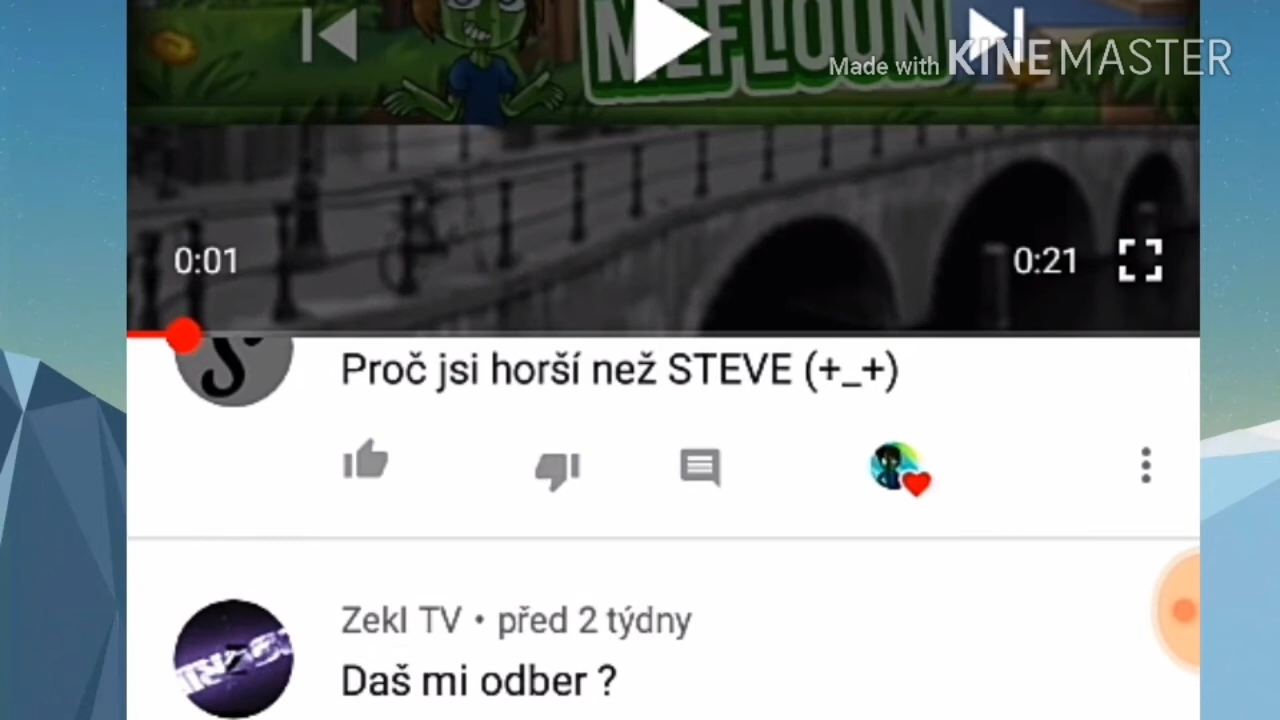 MEFLOUN
Made with KINEMASTER
0:01
0:21
Proč jsi horší než STEVE (+_+)
Zekl TV • před 2 týdny
Daš mi odber ?